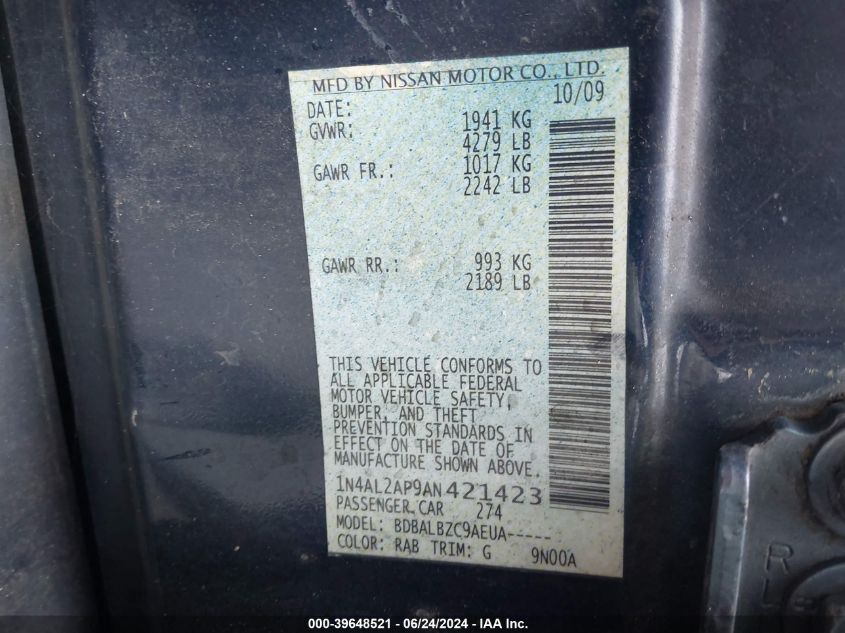 MFD BY NISSAN MOTOR CO., LTD.
DATE: 10/09
GVWR: 1941 KG
4279 LB
GAWR FR.: 1017 KG
2242 LB
GAWR RR.: 993 KG
2189 LB
THIS VEHICLE CONFORMS TO
ALL APPLICABLE FEDERAL
MOTOR VEHICLE SAFETY,
BUMPER, AND THEFT
PREVENTION STANDARDS IN
EFFECT ON THE DATE OF
MANUFACTURE SHOWN ABOVE.
1N4AL2AP9AN421423
PASSENGER CAR 274
MODEL: BDBALBZC9AEUA-----
COLOR: RAB TRIM: G 9N00A
R
L
000-39648521 - 06/24/2024 - IAA Inc.